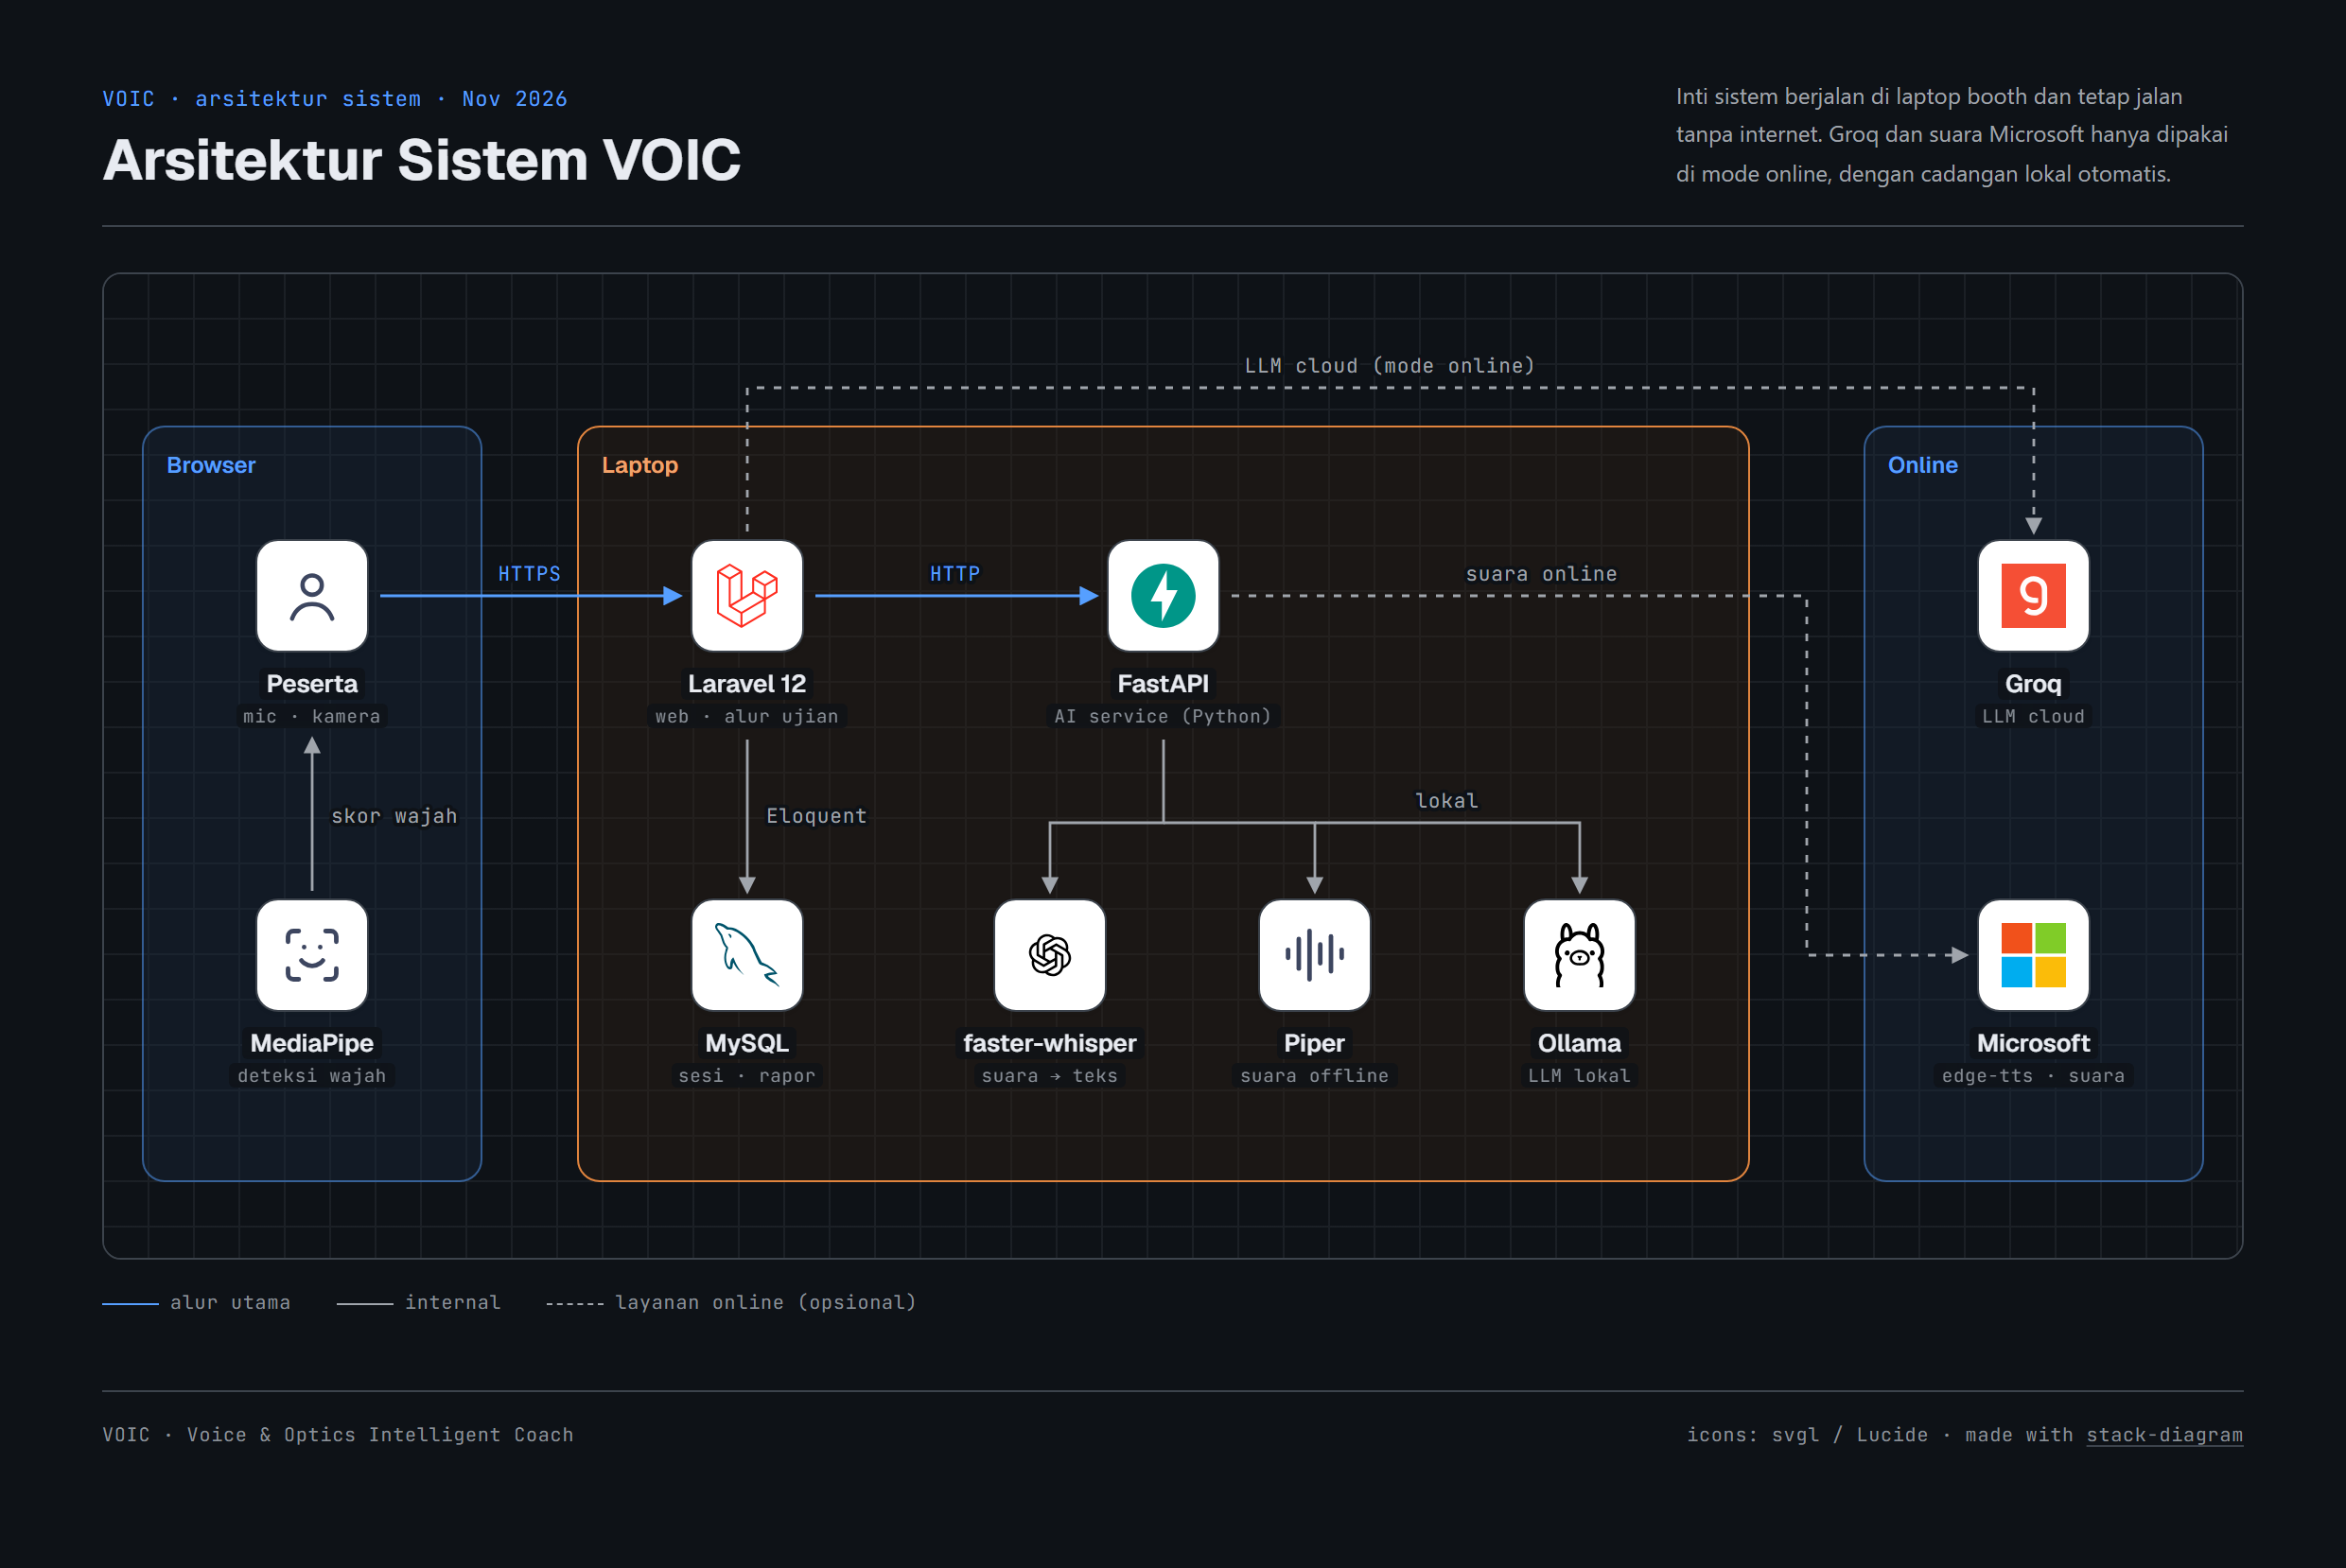 VOIC · arsitektur sistem · Nov 2026
Arsitektur Sistem VOIC
Inti sistem berjalan di laptop booth dan tetap jalan
tanpa internet. Groq dan suara Microsoft hanya dipakai
di mode online, dengan cadangan lokal otomatis.
LLM cloud (mode online)
Browser
Laptop
Online
HTTPS
HTTP
suara online
Peserta
mic · kamera
Laravel 12
web · alur ujian
FastAPI
AI service (Python)
Groq
LLM cloud
skor wajah
Eloquent
lokal
MediaPipe
deteksi wajah
MySQL
sesi · rapor
faster-whisper
suara → teks
Piper
suara offline
Ollama
LLM lokal
Microsoft
edge-tts · suara
alur utama
internal
layanan online (opsional)
VOIC · Voice & Optics Intelligent Coach
icons: svgl / Lucide · made with stack-diagram